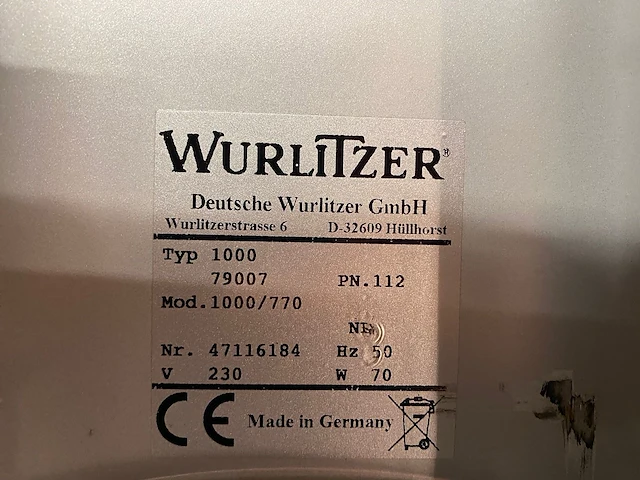 WURLITZER®
Deutsche Wurlitzer GmbH
Wurlitzerstrasse 6 D-32609 Hüllhorst
Typ 1000
79007 PN.112
Mod.1000/770
Nr. 47116184 Hz 50
V 230 W 70
CE Made in Germany